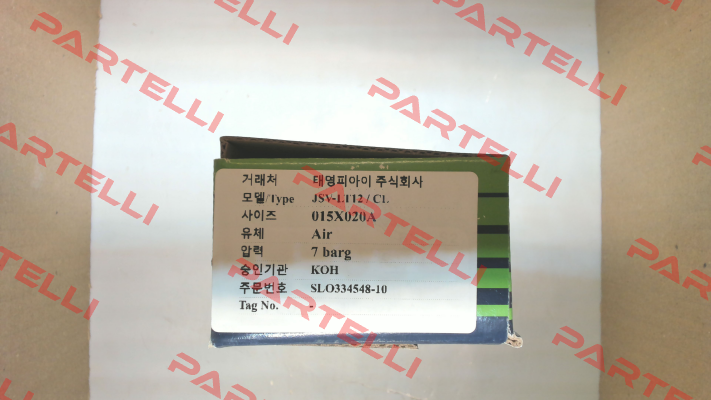 거래처 태영피아이 주식회사
모델/Type JSV-LT12 / CL
사이즈 015X020A
유체 Air
압력 7 barg
승인기관 KOH
주문번호 SLO334548-10
Tag No. -
PARTELLI
PARTELLI
PARTELLI
PARTELLI
PARTELLI
PARTELLI
PARTELLI
PARTELLI